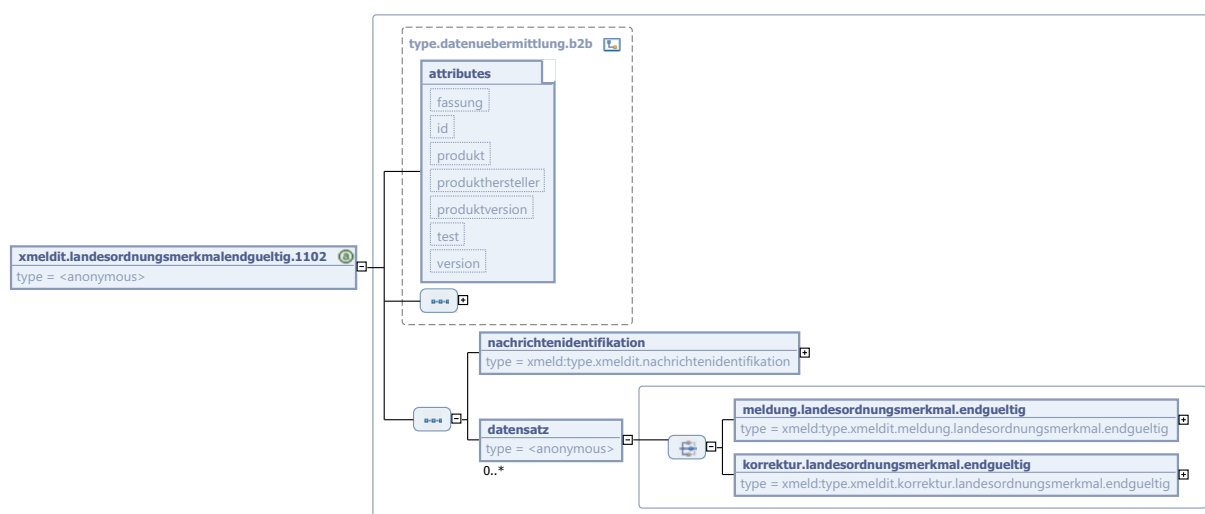 type.datenuebermittlung.b2b
attributes
fassung
id
produkt
produkthersteller
produktversion
test
version
xmeldit.landesordnungsmerkmalendgueltig.1102
type = <anonymous>
nachrichtenidentifikation
type = xmeld:type.xmeldit.nachrichtenidentifikation
datensatz
type = <anonymous>
0..*
meldung.landesordnungsmerkmal.endgueltig
type = xmeld:type.xmeldit.meldung.landesordnungsmerkmal.endgueltig
korrektur.landesordnungsmerkmal.endgueltig
type = xmeld:type.xmeldit.korrektur.landesordnungsmerkmal.endgueltig